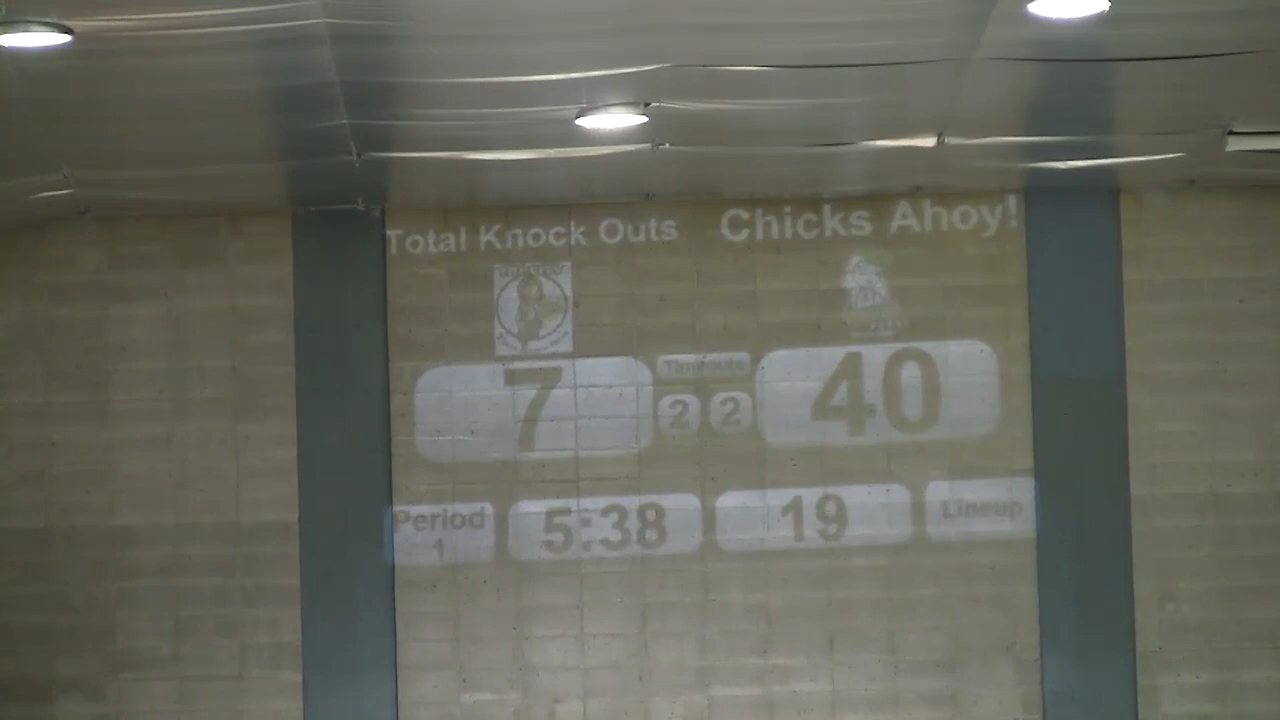 Total Knock Outs
Chicks Ahoy!
7
Timeouts
2 2
40
Period
1
5:38
19
Lineup